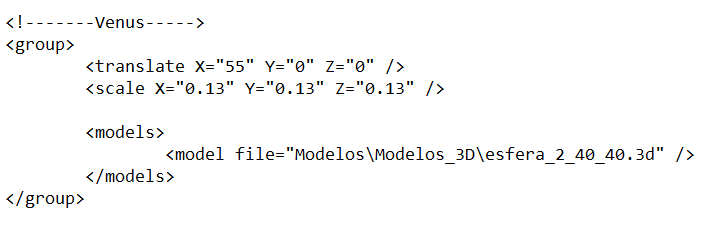 <!-------Venus----->
<group>
<translate X="55" Y="0" Z="0" />
<scale X="0.13" Y="0.13" Z="0.13" />
<models>
<model file="Modelos\Modelos_3D\esfera_2_40_40.3d" />
</models>
</group>